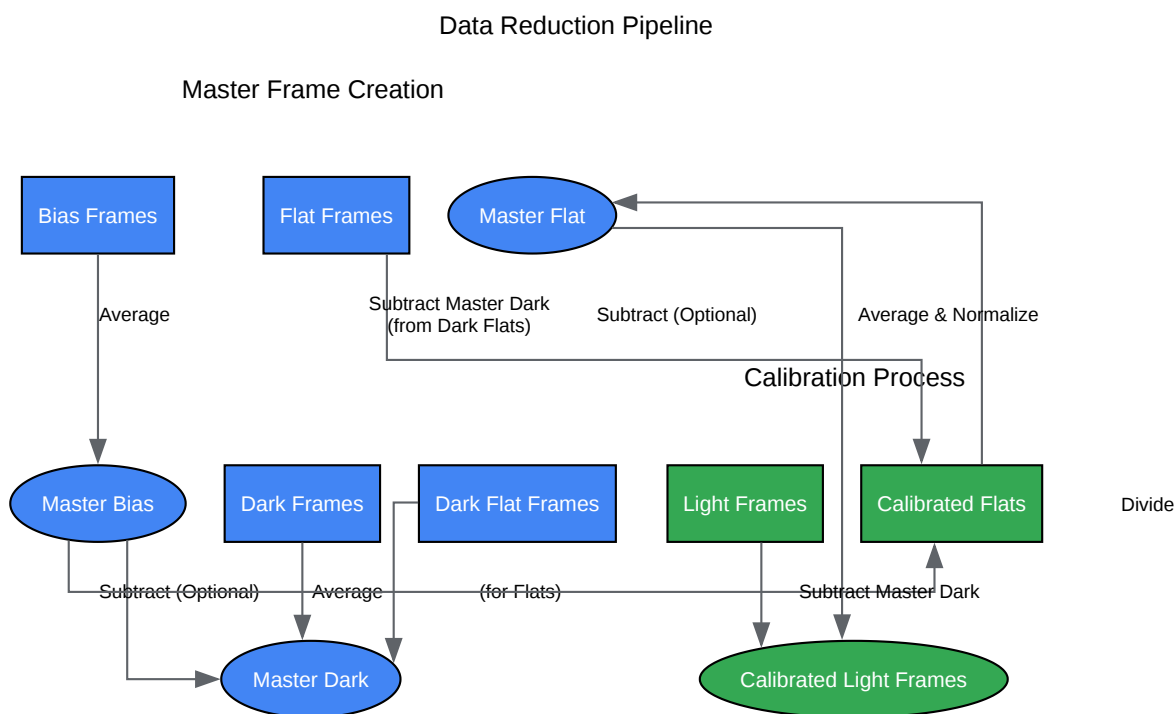 Data Reduction Pipeline
Master Frame Creation
Bias Frames
Flat Frames
Master Flat
Average
Subtract Master Dark
(from Dark Flats)
Subtract (Optional)
Average & Normalize
Calibration Process
Master Bias
Dark Frames
Dark Flat Frames
Light Frames
Calibrated Flats
Divide
Subtract (Optional)
Average
(for Flats)
Subtract Master Dark
Master Dark
Calibrated Light Frames